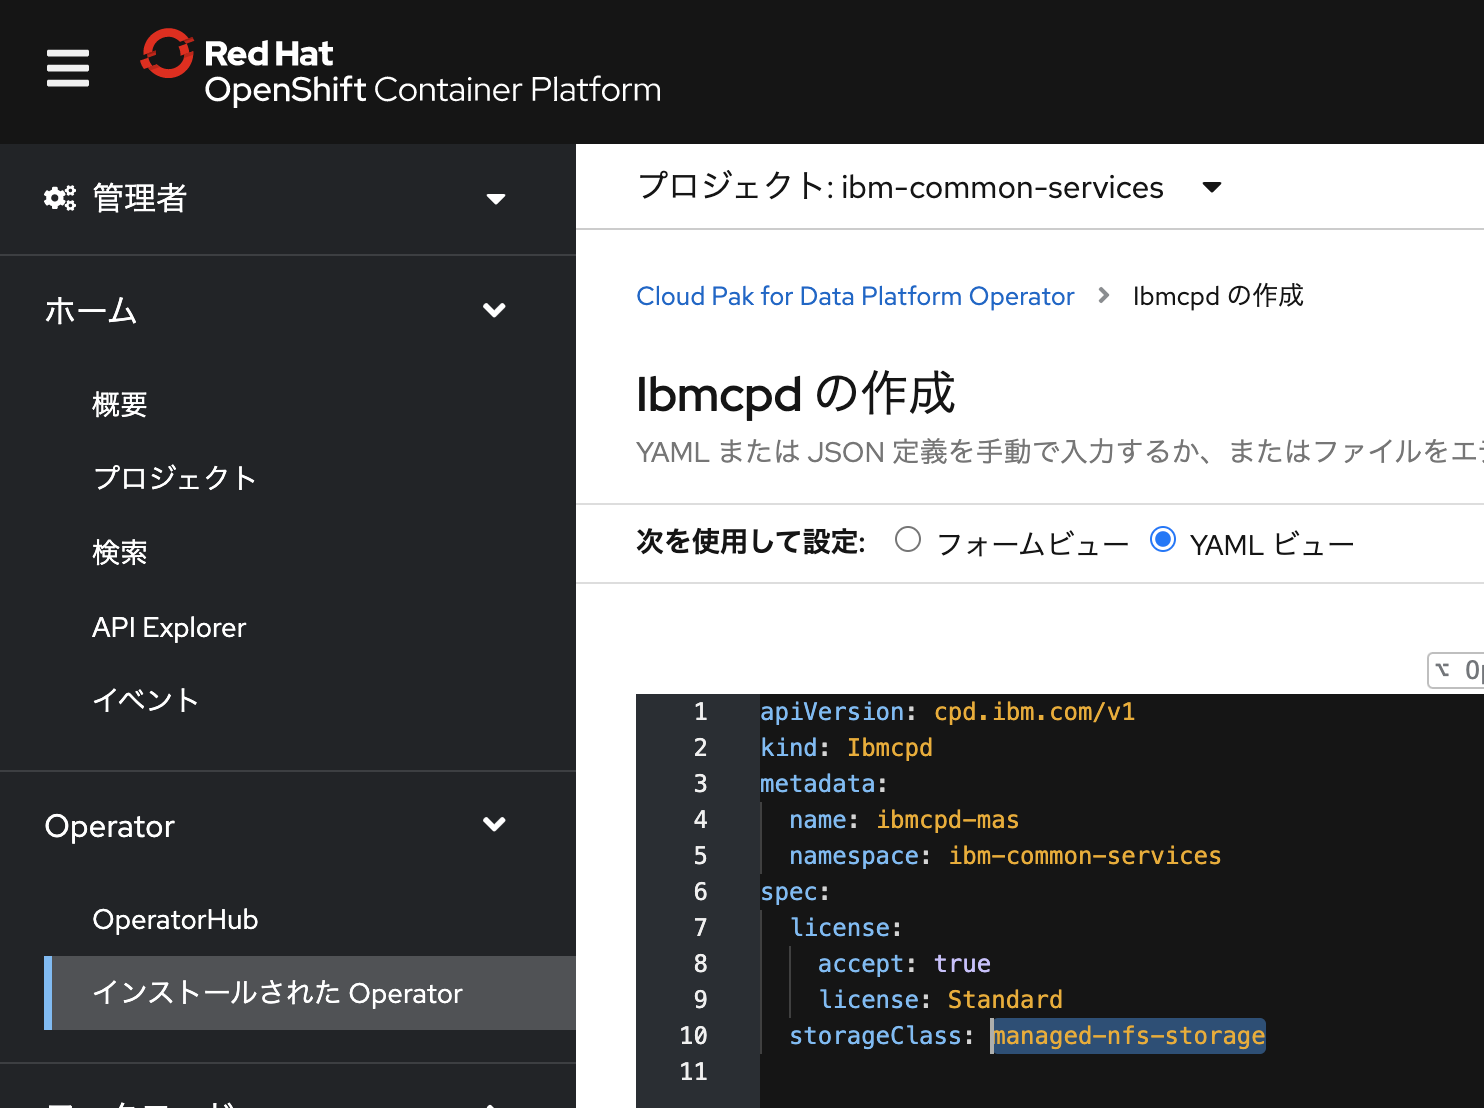 Red Hat
OpenShift Container Platform
管理者
ホーム
概要
プロジェクト
検索
API Explorer
イベント
Operator
OperatorHub
インストールされた Operator
プロジェクト: ibm-common-services
Cloud Pak for Data Platform Operator > Ibmcpd の作成
Ibmcpd の作成
YAML または JSON 定義を手動で入力するか、またはファイルをエ
次を使用して設定: フォームビュー YAML ビュー
1 apiVersion: cpd.ibm.com/v1
2 kind: Ibmcpd
3 metadata:
4 name: ibmcpd-mas
5 namespace: ibm-common-services
6 spec:
7 license:
8 accept: true
9 license: Standard
10 storageClass: managed-nfs-storage
11